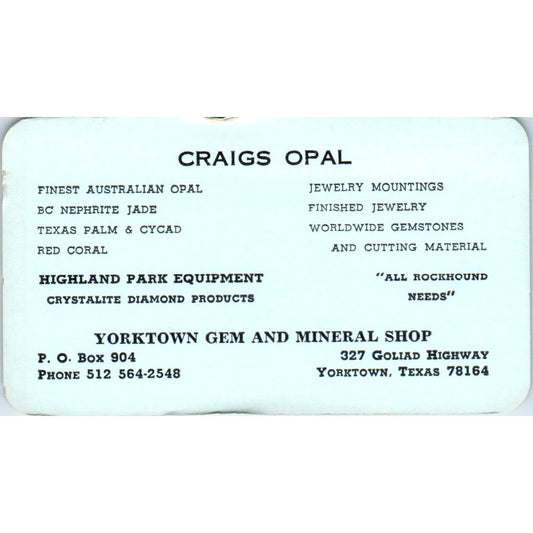 CRAIGS OPAL
FINEST AUSTRALIAN OPAL
BC NEPHRITE JADE
TEXAS PALM & CYCAD
RED CORAL
JEWELRY MOUNTINGS
FINISHED JEWELRY
WORLDWIDE GEMSTONES
AND CUTTING MATERIAL
HIGHLAND PARK EQUIPMENT
CRYSTALITE DIAMOND PRODUCTS
"ALL ROCKHOUND
NEEDS"
YORKTOWN GEM AND MINERAL SHOP
P. O. BOX 904
PHONE 512 564-2548
327 GOLIAD HIGHWAY
YORKTOWN, TEXAS 78164